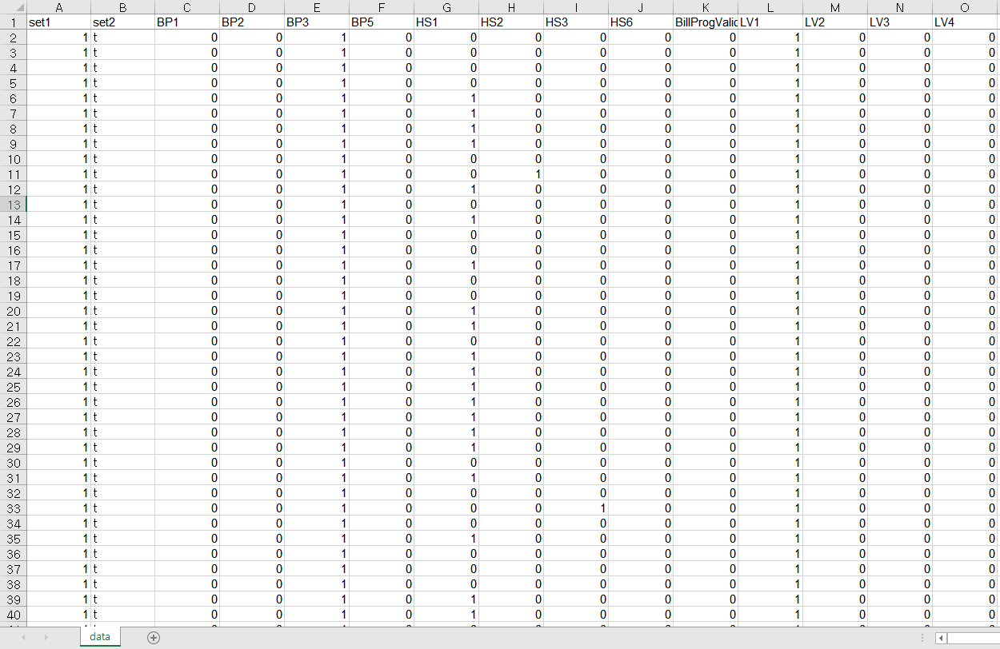 A B C D E F G H I J K L M N O
1 set1 set2 BP1 BP2 BP3 BP5 HS1 HS2 HS3 HS6 BillProgValic LV1 LV2 LV3 LV4
2 1 t 0 0 1 0 0 0 0 0 0 1 0 0 0
3 1 t 0 0 1 0 0 0 0 0 0 1 0 0 0
4 1 t 0 0 1 0 0 0 0 0 0 1 0 0 0
5 1 t 0 0 1 0 0 0 0 0 0 1 0 0 0
6 1 t 0 0 1 0 1 0 0 0 0 1 0 0 0
7 1 t 0 0 1 0 1 0 0 0 0 1 0 0 0
8 1 t 0 0 1 0 1 0 0 0 0 1 0 0 0
9 1 t 0 0 1 0 1 0 0 0 0 1 0 0 0
10 1 t 0 0 1 0 0 0 0 0 0 1 0 0 0
11 1 t 0 0 1 0 0 1 0 0 0 1 0 0 0
12 1 t 0 0 1 0 1 0 0 0 0 1 0 0 0
13 1 t 0 0 1 0 0 0 0 0 0 1 0 0 0
14 1 t 0 0 1 0 1 0 0 0 0 1 0 0 0
15 1 t 0 0 1 0 0 0 0 0 0 1 0 0 0
16 1 t 0 0 1 0 0 0 0 0 0 1 0 0 0
17 1 t 0 0 1 0 1 0 0 0 0 1 0 0 0
18 1 t 0 0 1 0 0 0 0 0 0 1 0 0 0
19 1 t 0 0 1 0 0 0 0 0 0 1 0 0 0
20 1 t 0 0 1 0 1 0 0 0 0 1 0 0 0
21 1 t 0 0 1 0 1 0 0 0 0 1 0 0 0
22 1 t 0 0 1 0 0 0 0 0 0 1 0 0 0
23 1 t 0 0 1 0 1 0 0 0 0 1 0 0 0
24 1 t 0 0 1 0 1 0 0 0 0 1 0 0 0
25 1 t 0 0 1 0 1 0 0 0 0 1 0 0 0
26 1 t 0 0 1 0 1 0 0 0 0 1 0 0 0
27 1 t 0 0 1 0 1 0 0 0 0 1 0 0 0
28 1 t 0 0 1 0 1 0 0 0 0 1 0 0 0
29 1 t 0 0 1 0 1 0 0 0 0 1 0 0 0
30 1 t 0 0 1 0 0 0 0 0 0 1 0 0 0
31 1 t 0 0 1 0 1 0 0 0 0 1 0 0 0
32 1 t 0 0 1 0 0 0 0 0 0 1 0 0 0
33 1 t 0 0 1 0 0 0 1 0 0 1 0 0 0
34 1 t 0 0 1 0 0 0 0 0 0 1 0 0 0
35 1 t 0 0 1 0 1 0 0 0 0 1 0 0 0
36 1 t 0 0 1 0 0 0 0 0 0 1 0 0 0
37 1 t 0 0 1 0 0 0 0 0 0 1 0 0 0
38 1 t 0 0 1 0 0 0 0 0 0 1 0 0 0
39 1 t 0 0 1 0 1 0 0 0 0 1 0 0 0
40 1 t 0 0 1 0 1 0 0 0 0 1 0 0 0
data